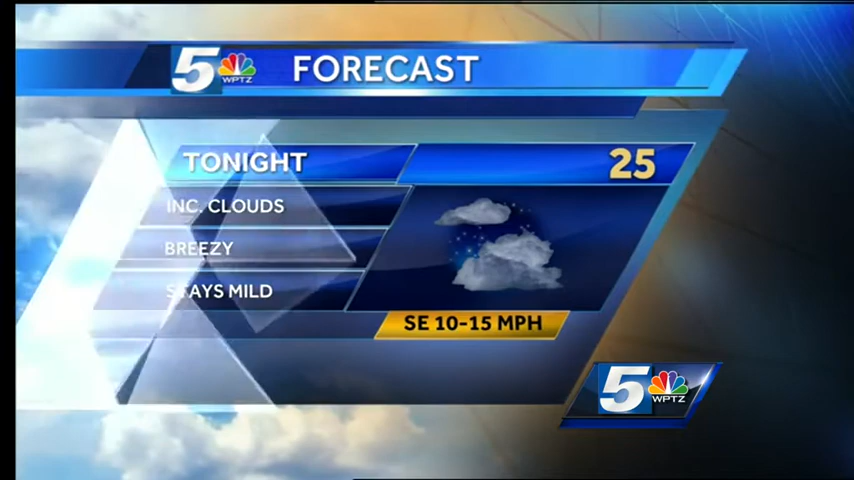 5 WPTZ FORECAST
TONIGHT 25
INC. CLOUDS
BREEZY
STAYS MILD
SE 10-15 MPH
5 WPTZ